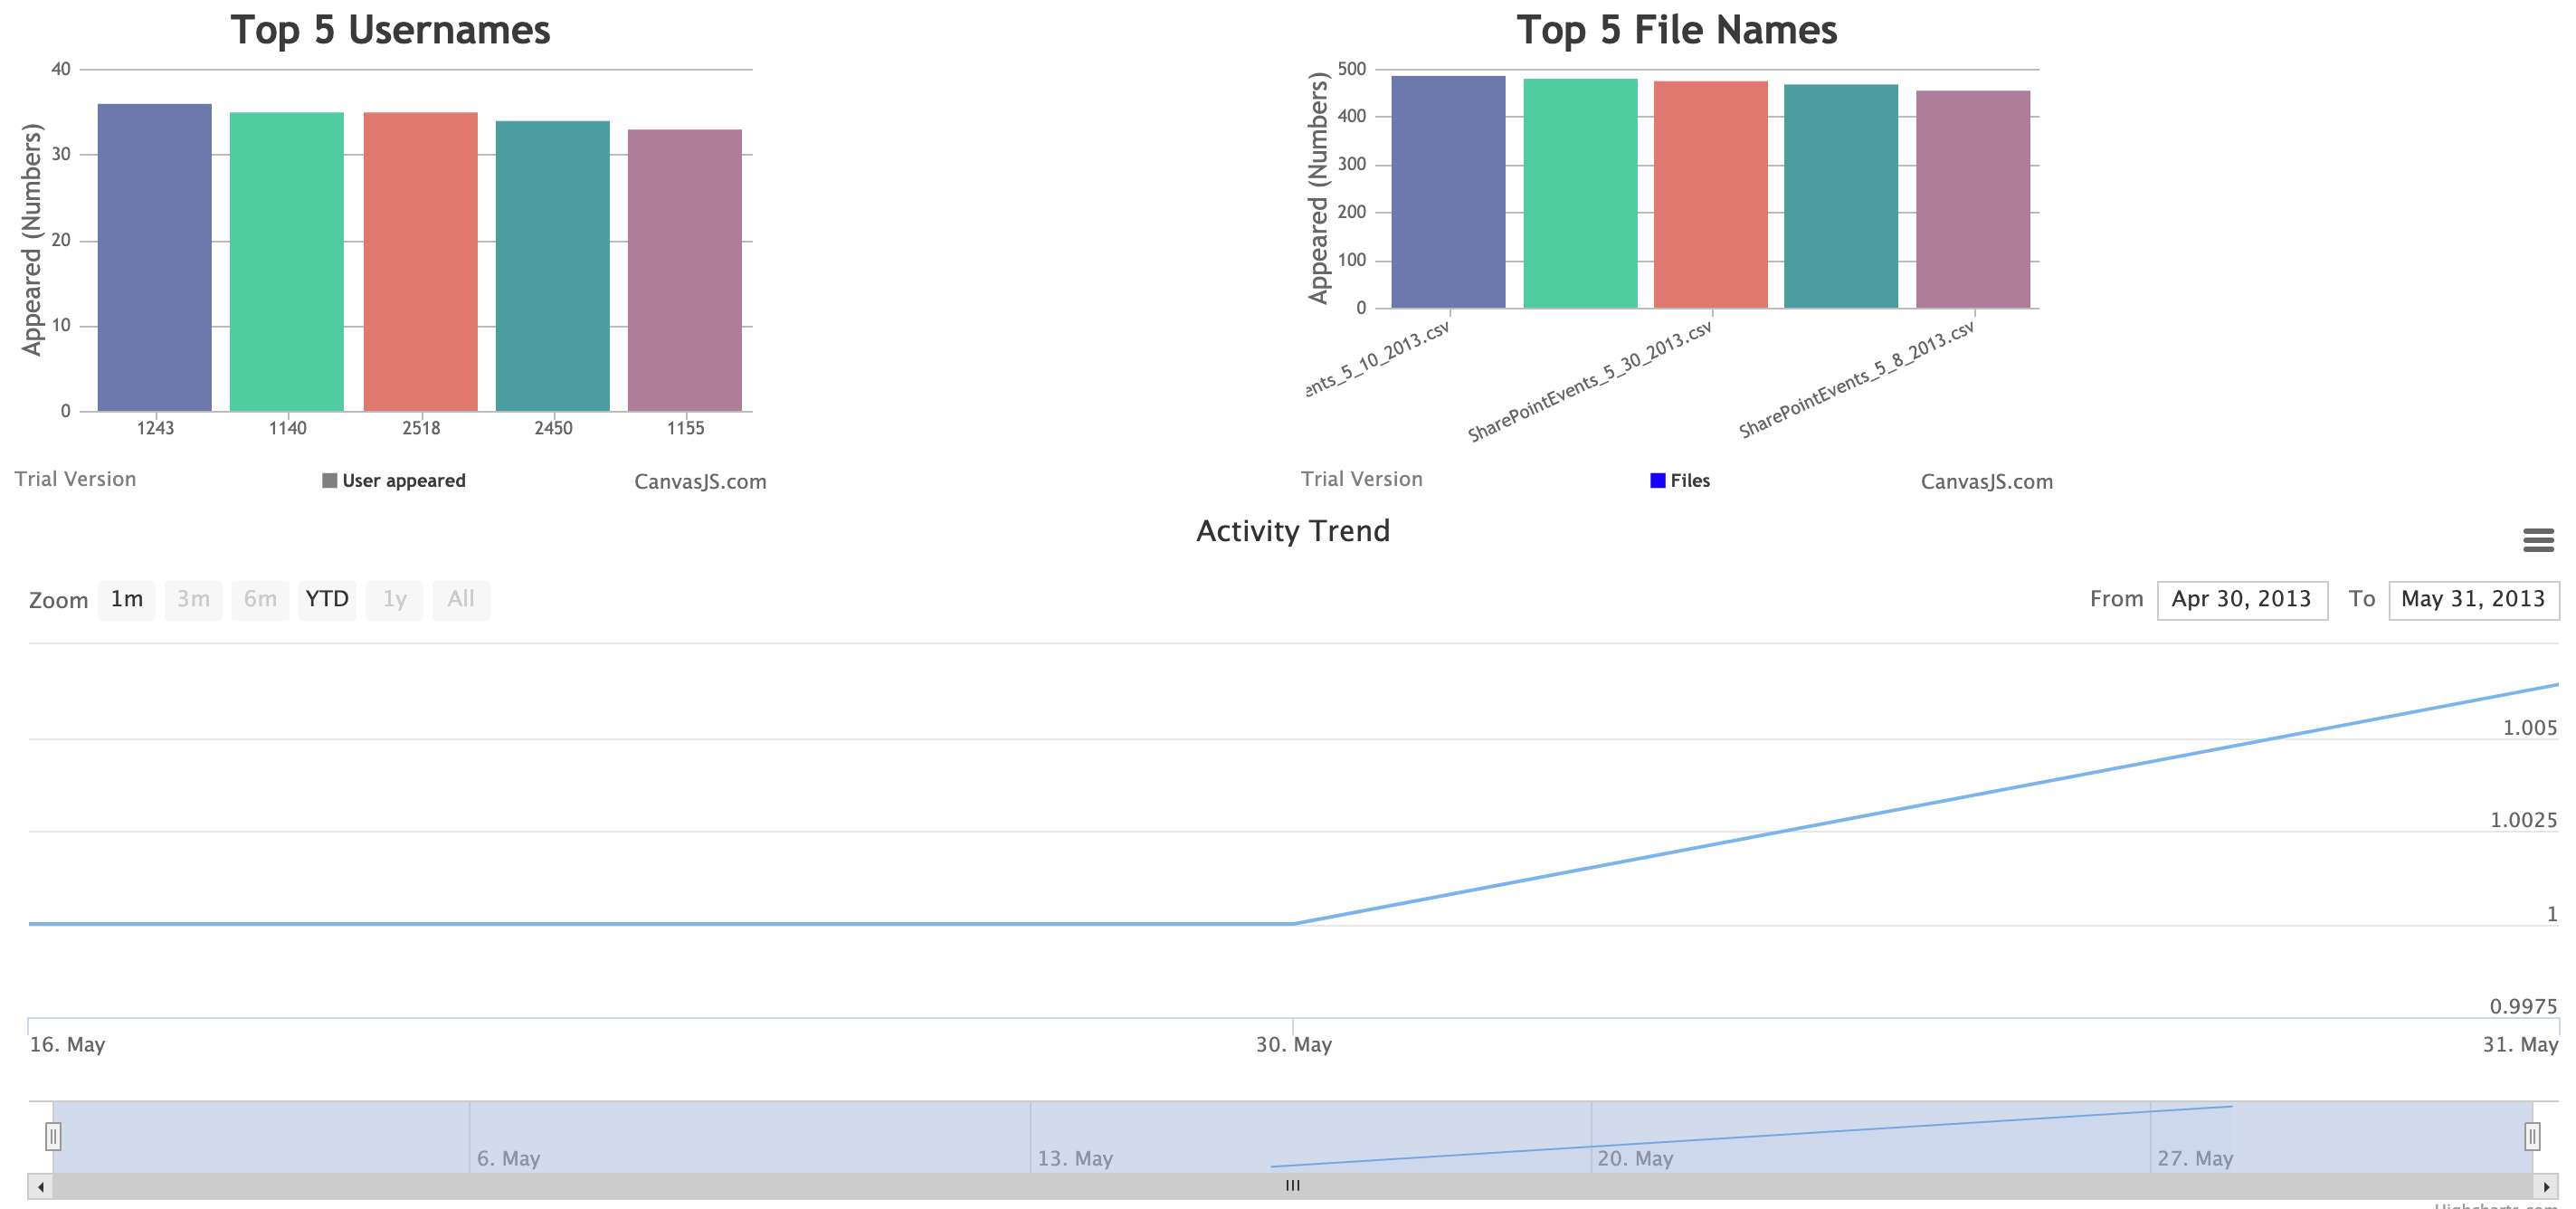 Top 5 Usernames
Appeared (Numbers)
40
30
20
10
0
1243 1140 2518 2450 1155
Trial Version
User appeared
CanvasJS.com
Top 5 File Names
Appeared (Numbers)
500
400
300
200
100
0
ents_5_10_2013.csv
SharePointEvents_5_30_2013.csv
SharePointEvents_5_8_2013.csv
Trial Version
Files
CanvasJS.com
Activity Trend
Zoom 1m 3m 6m YTD 1y All
From Apr 30, 2013 To May 31, 2013
1.005
1.0025
1
0.9975
16. May 30. May 31. May
6. May 13. May 20. May 27. May
Highcharts.com